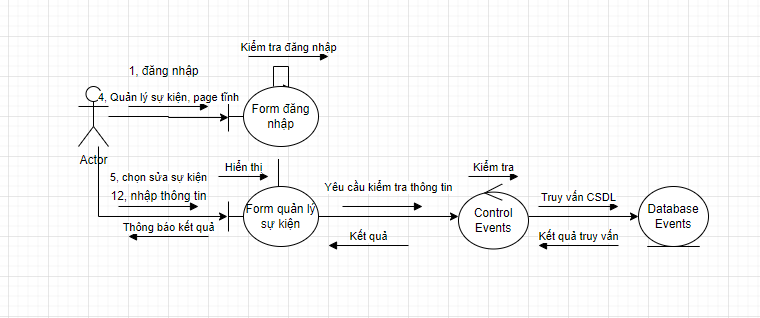 Kiểm tra đăng nhập
1, đăng nhập
4, Quản lý sự kiện, page tĩnh
Form đăng
nhập
Actor
5, chọn sửa sự kiện
Hiển thị
Kiểm tra
12, nhập thông tin
Yêu cầu kiểm tra thông tin
Truy vấn CSDL
Form quản lý
sự kiện
Control
Events
Database
Events
Thông báo kết quả
Kết quả
Kết quả truy vấn